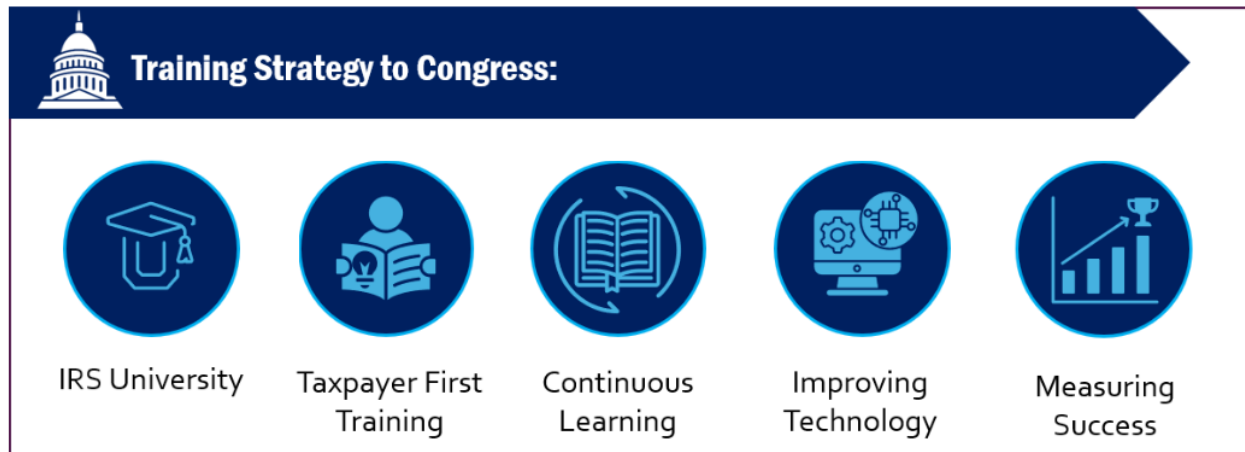 Training Strategy to Congress:
IRS University
Taxpayer First
Training
Continuous
Learning
Improving
Technology
Measuring
Success